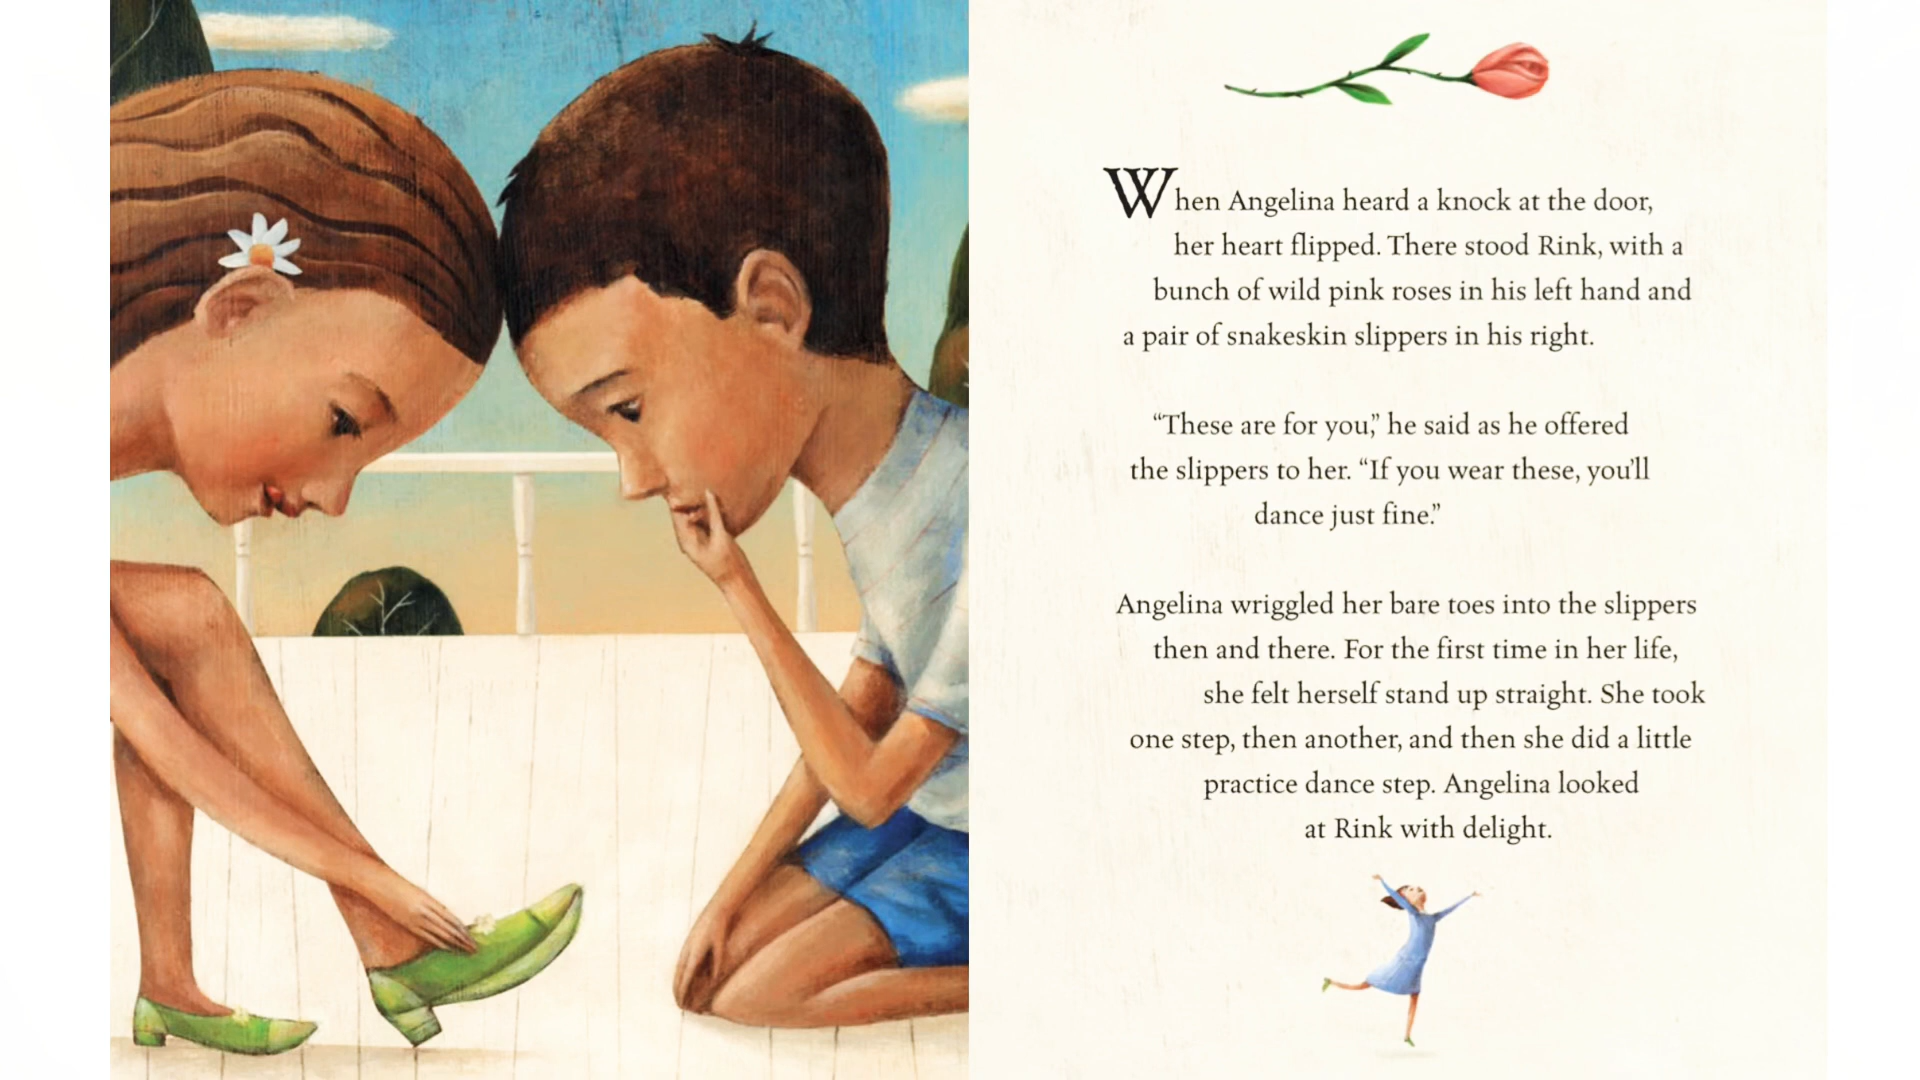 When Angelina heard a knock at the door,
her heart flipped. There stood Rink, with a
bunch of wild pink roses in his left hand and
a pair of snakeskin slippers in his right.
“These are for you,” he said as he offered
the slippers to her. “If you wear these, you’ll
dance just fine.”
Angelina wriggled her bare toes into the slippers
then and there. For the first time in her life,
she felt herself stand up straight. She took
one step, then another, and then she did a little
practice dance step. Angelina looked
at Rink with delight.